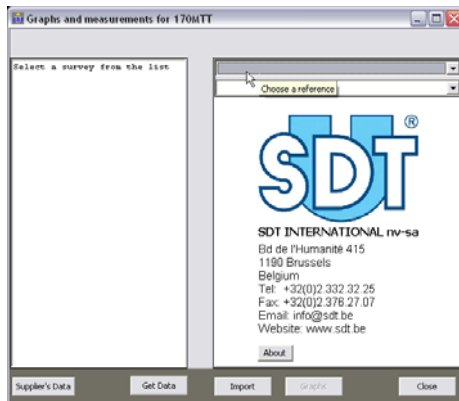 Graphs and measurements for 170MTT
Select a survey from the list
Choose a reference
SDT
®
SDT INTERNATIONAL nv-sa
Bd de l'Humanité 415
1190 Brussels
Belgium
Tel: +32(0)2.332.32.25
Fax: +32(0)2.376.27.07
Email: info@sdt.be
Website: www.sdt.be
About
Supplier's Data
Get Data
Import
Graphs
Close